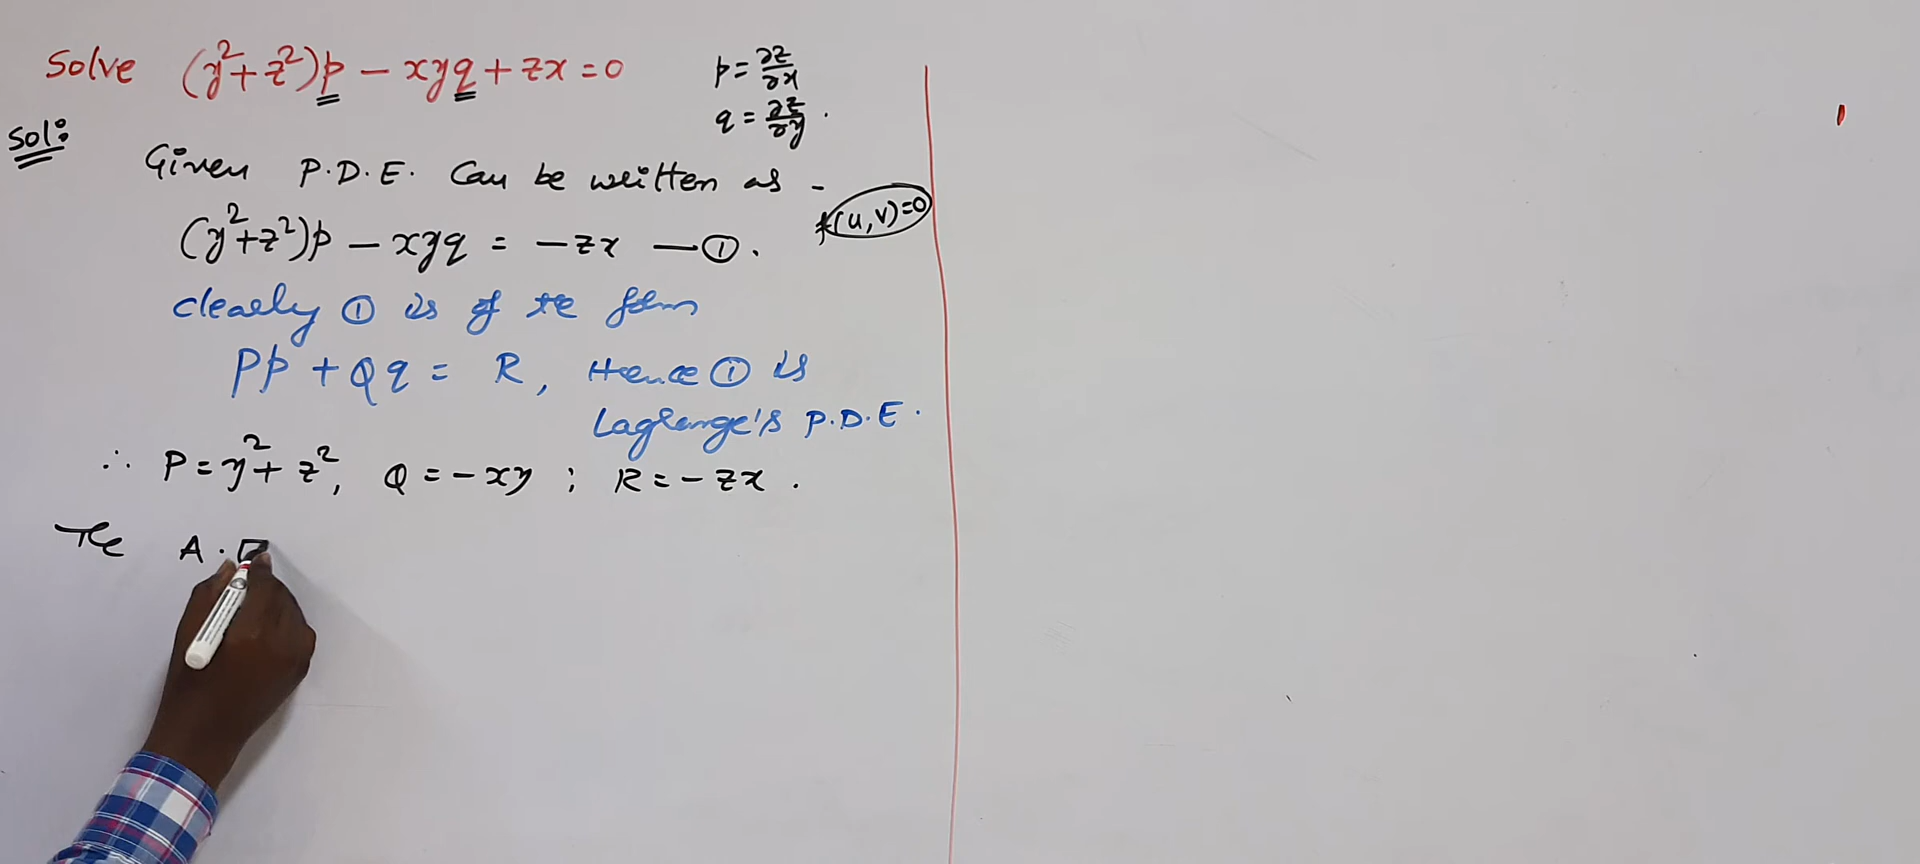 Solve (y²+z²)p − xyq + zx = 0
p = ∂z/∂x
q = ∂z/∂y .
Sol:
Given P.D.E. Can be written as -
(y²+z²)p − xyq = −zx —①.
f(u,v)=0
clearly ① is of the form
Pp + Qq = R, Hence ① is
Lagrange's P.D.E.
∴ P = y²+ z², Q = −xy ; R = − zx .
The A.